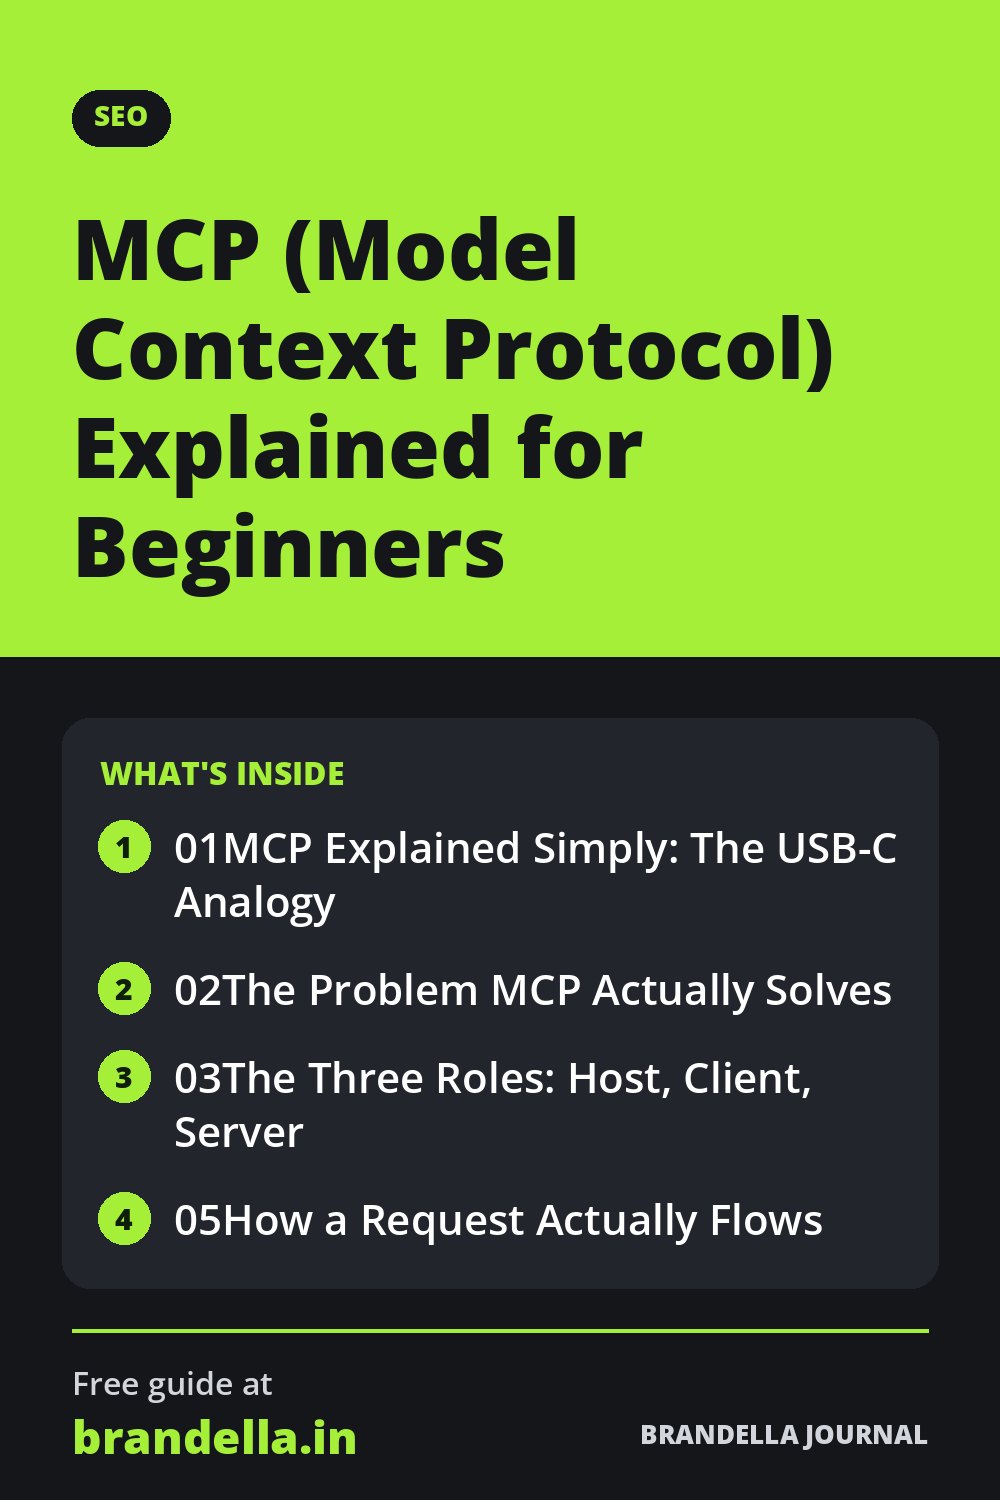 SEO
MCP (Model
Context Protocol)
Explained for
Beginners
WHAT'S INSIDE
1 01MCP Explained Simply: The USB-C
Analogy
2 02The Problem MCP Actually Solves
3 03The Three Roles: Host, Client,
Server
4 05How a Request Actually Flows
Free guide at
brandella.in
BRANDELLA JOURNAL